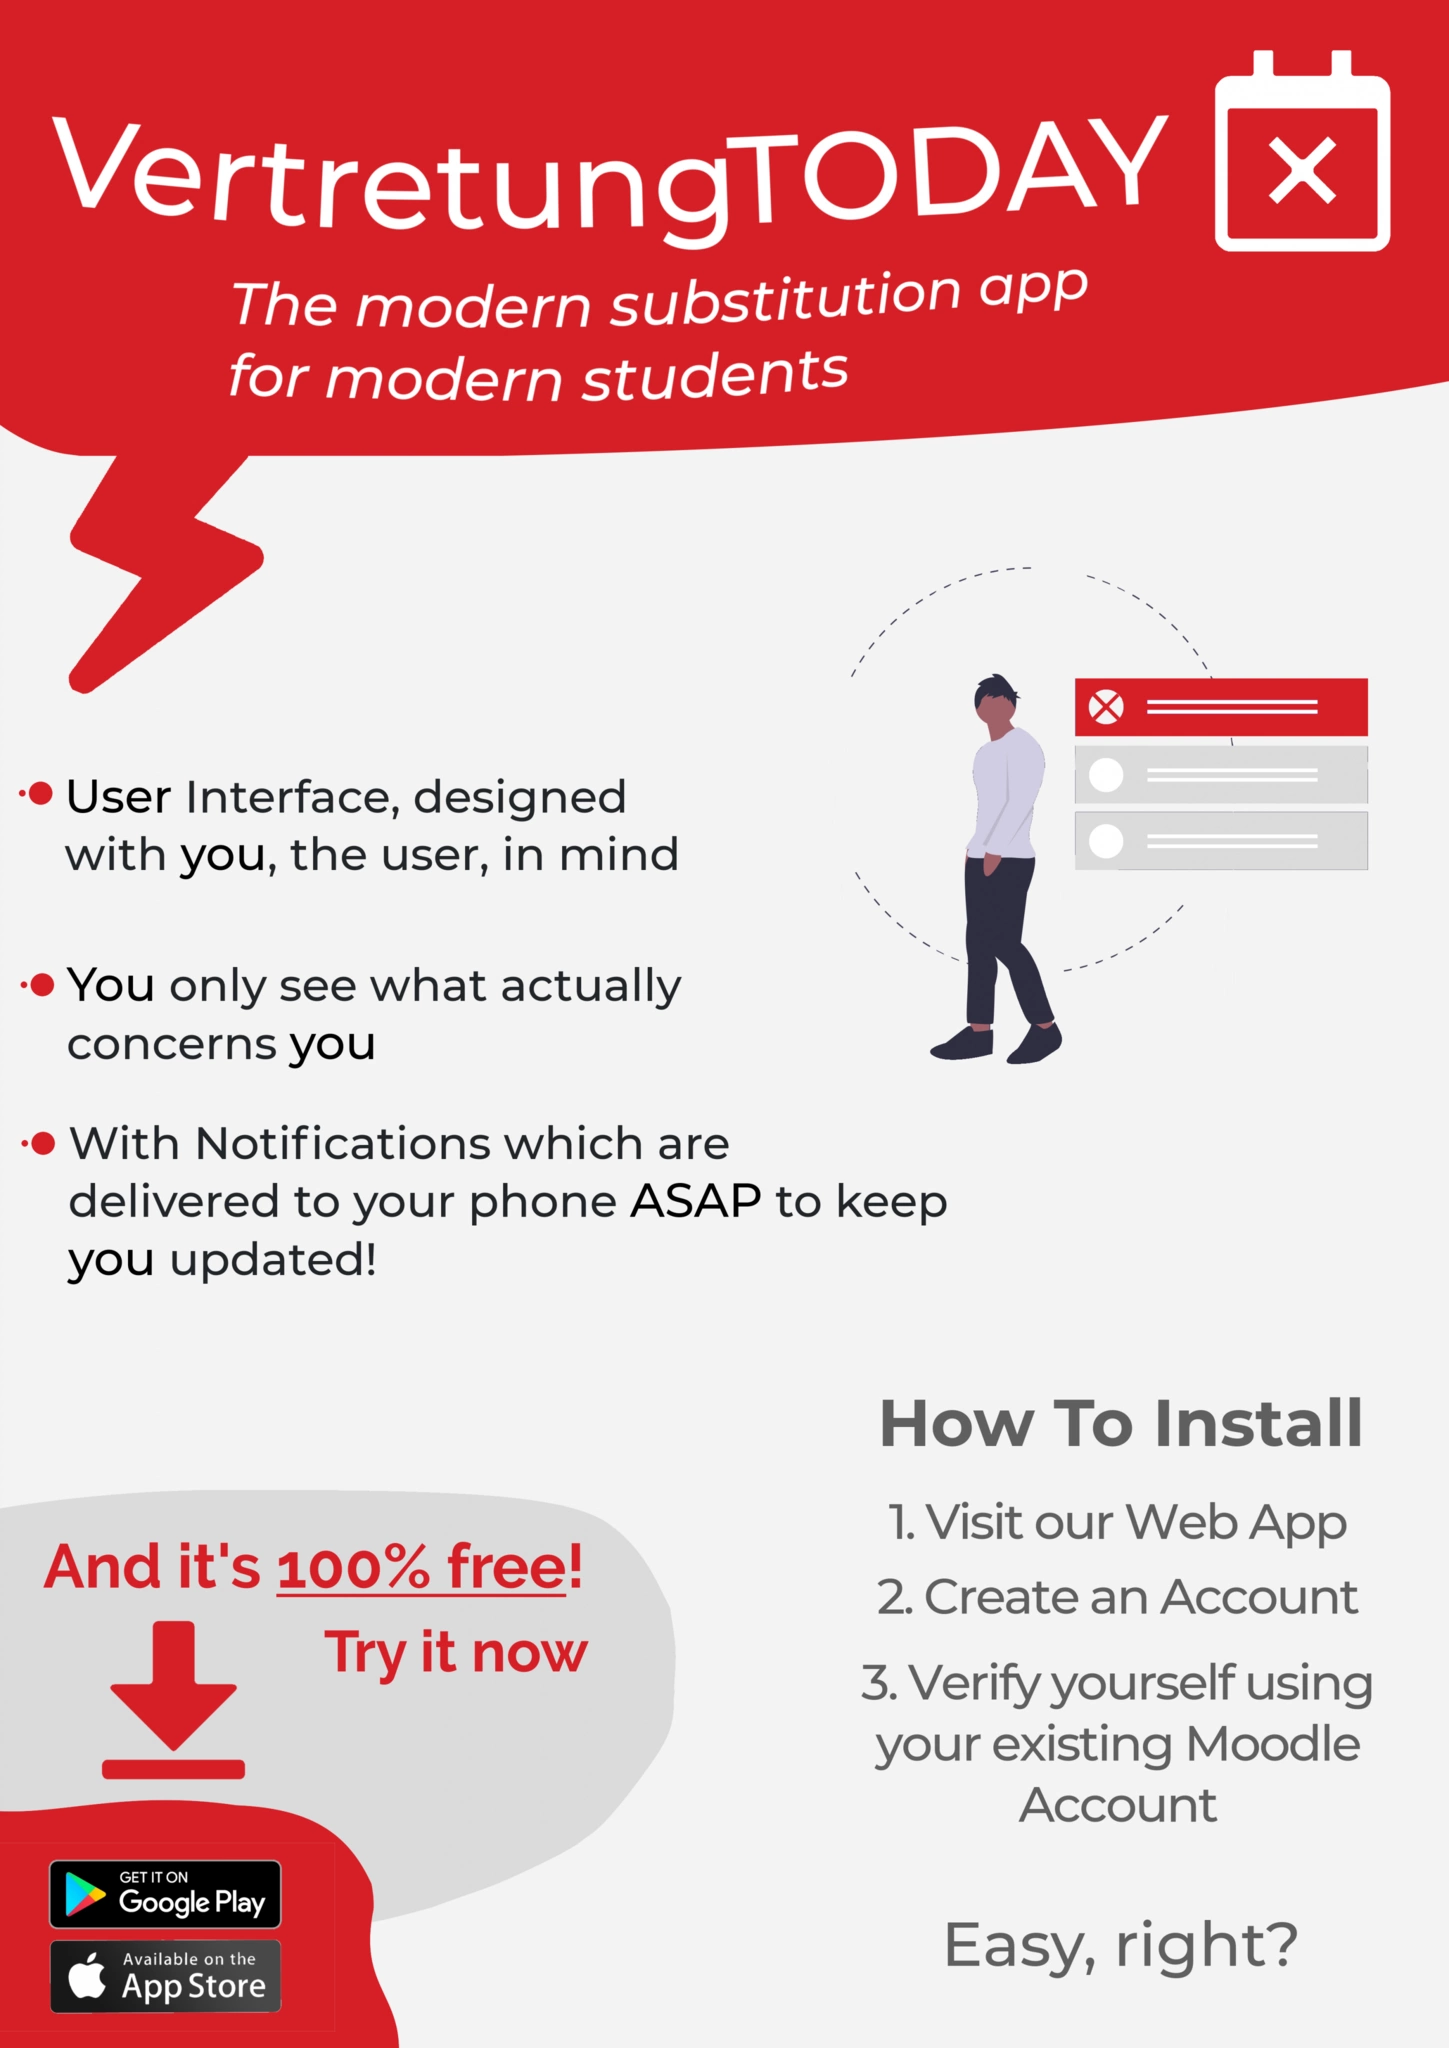 VertretungTODAY
The modern substitution app
for modern students
User Interface, designed
with you, the user, in mind
You only see what actually
concerns you
With Notifications which are
delivered to your phone ASAP to keep
you updated!
How To Install
1. Visit our Web App
2. Create an Account
3. Verify yourself using
your existing Moodle
Account
Easy, right?
And it's 100% free!
Try it now
GET IT ON
Google Play
Available on the
App Store